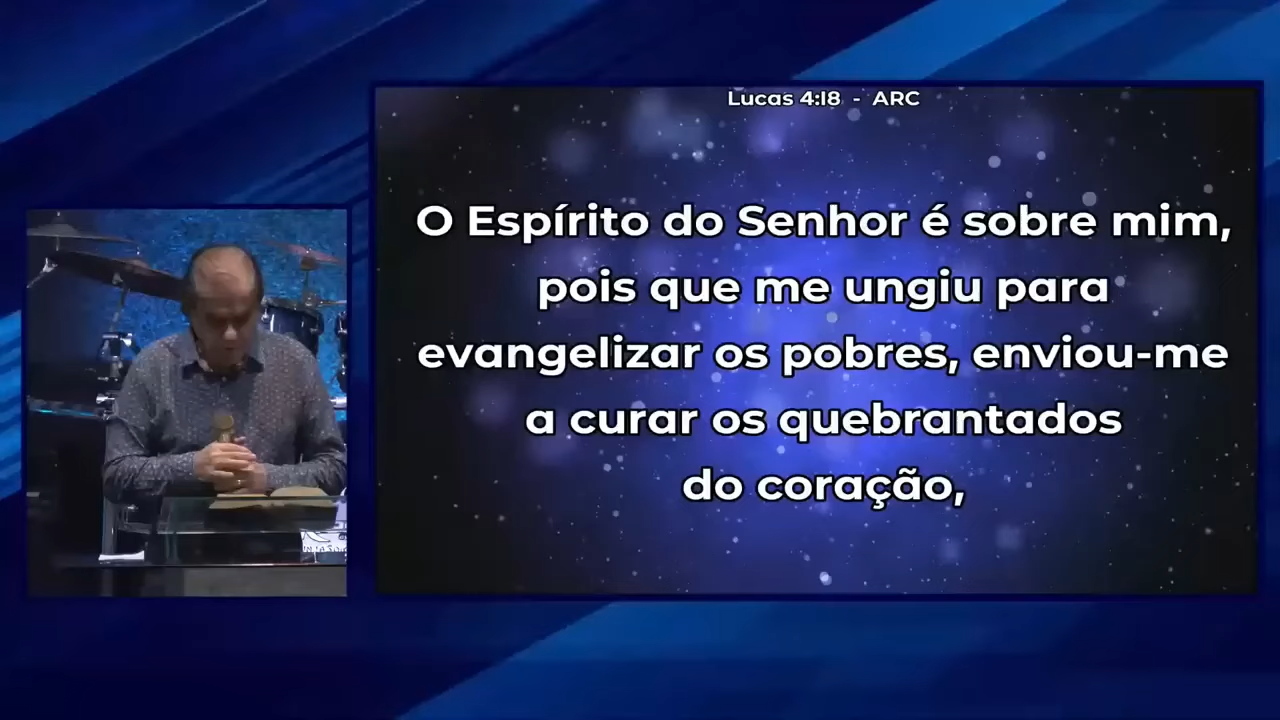 Lucas 4:18 - ARC
O Espírito do Senhor é sobre mim,
pois que me ungiu para
evangelizar os pobres, enviou-me
a curar os quebrantados
do coração,